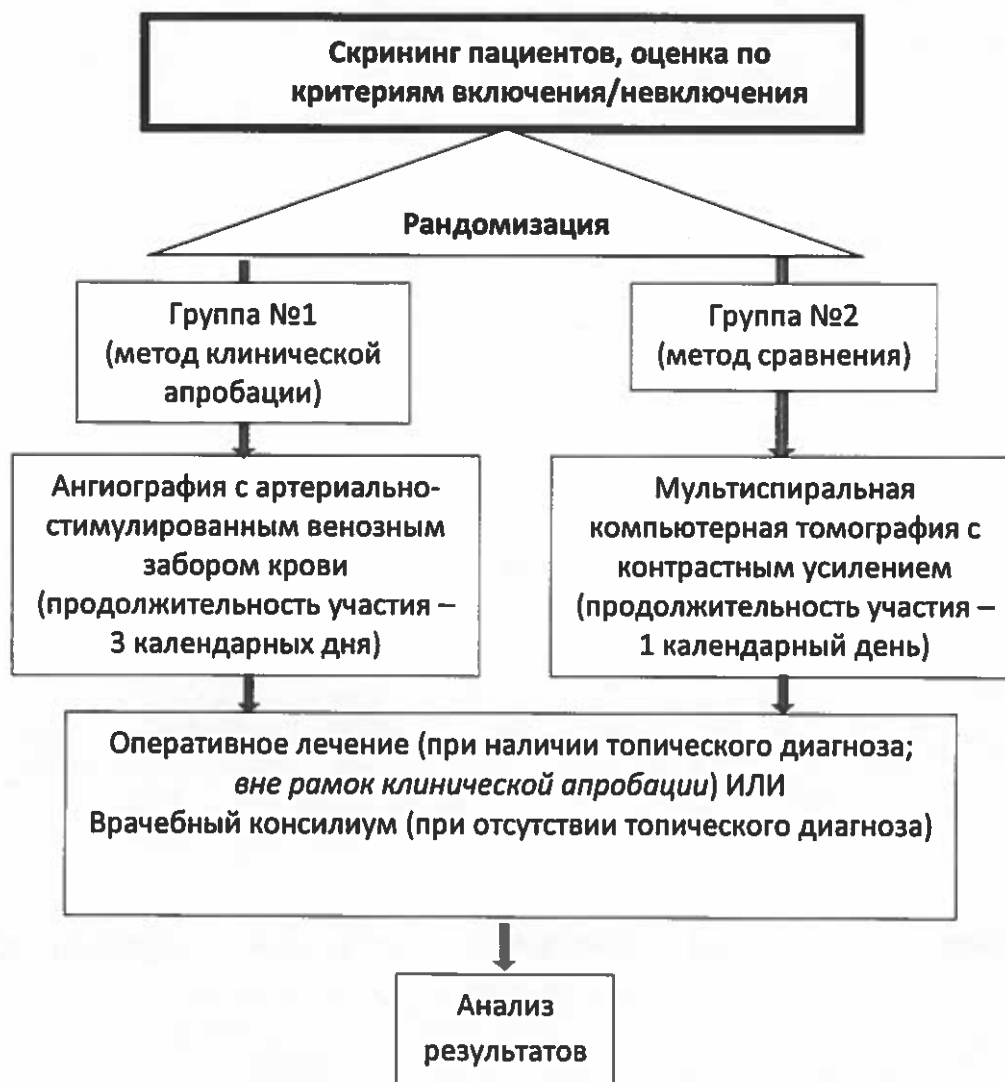 Скрининг пациентов, оценка по
критериям включения/невключения
Рандомизация
Группа №1
(метод клинической
апробации)
Группа №2
(метод сравнения)
Ангиография с артериально-
стимулированным венозным
забором крови
(продолжительность участия –
3 календарных дня)
Мультиспиральная
компьютерная томография с
контрастным усилением
(продолжительность участия –
1 календарный день)
Оперативное лечение (при наличии топического диагноза;
вне рамок клинической апробации) ИЛИ
Врачебный консилиум (при отсутствии топического диагноза)
Анализ
результатов